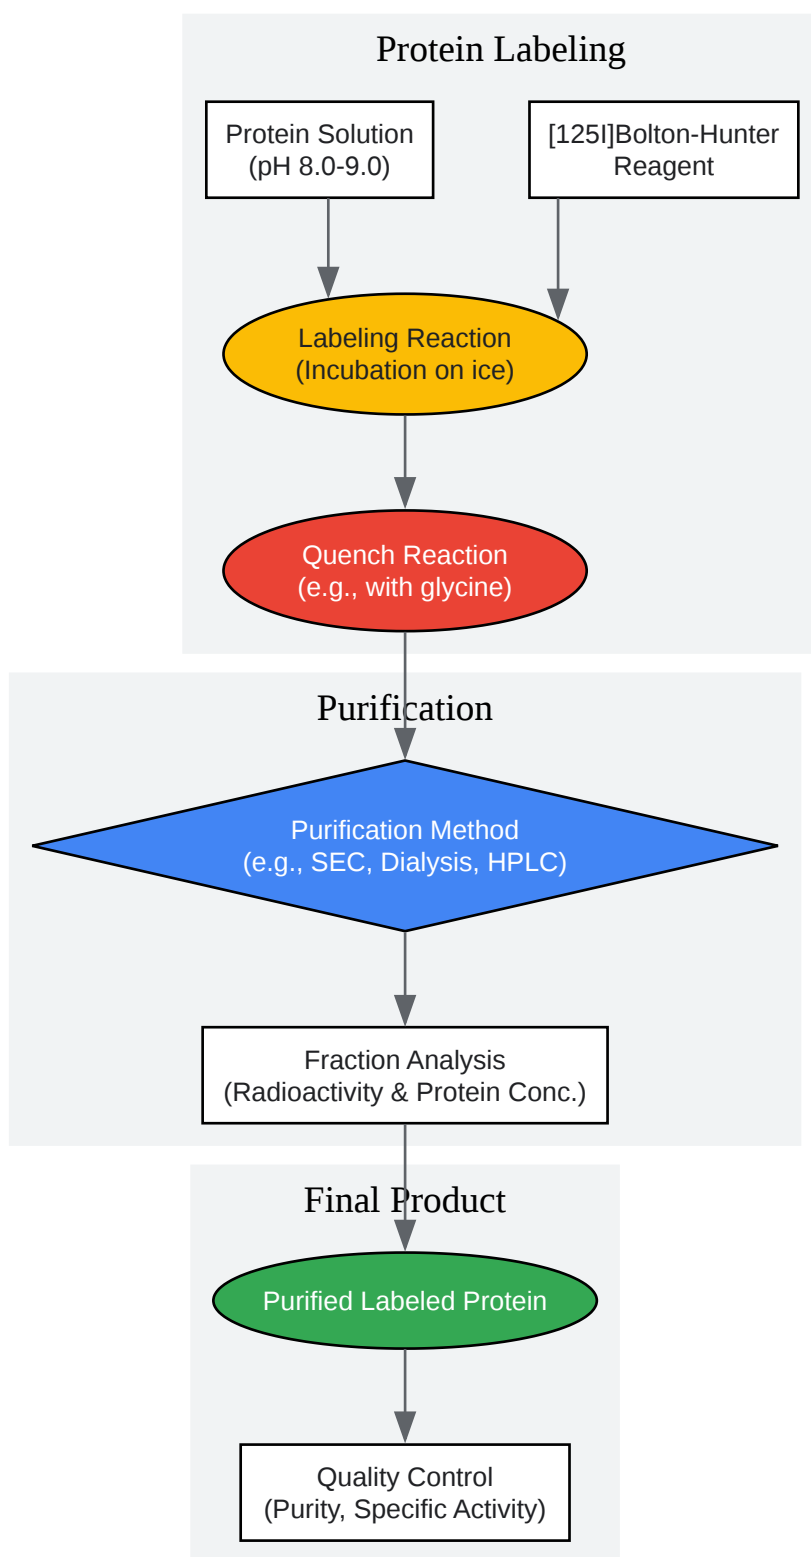 Protein Labeling
Protein Solution
(pH 8.0-9.0)
[125I]Bolton-Hunter
Reagent
Labeling Reaction
(Incubation on ice)
Quench Reaction
(e.g., with glycine)
Purification
Purification Method
(e.g., SEC, Dialysis, HPLC)
Fraction Analysis
(Radioactivity & Protein Conc.)
Final Product
Purified Labeled Protein
Quality Control
(Purity, Specific Activity)